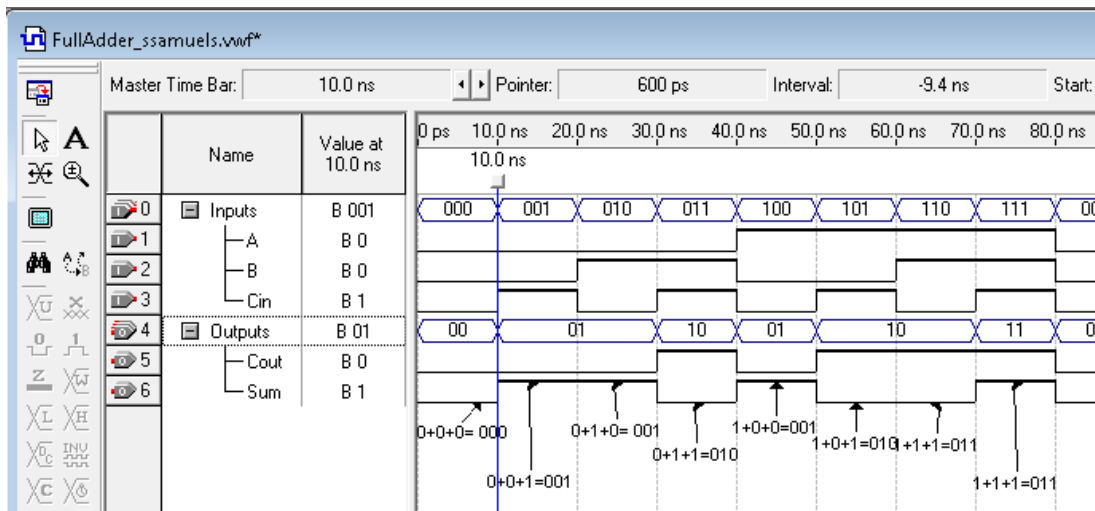 FullAdder_ssamuels.vwf*
Master Time Bar: 10.0 ns Pointer: 600 ps Interval: -9.4 ns Start:
Name Value at 10.0 ns 0 ps 10.0 ns 20.0 ns 30.0 ns 40.0 ns 50.0 ns 60.0 ns 70.0 ns 80.0 ns
10.0 ns
0 Inputs B 001 000 001 010 011 100 101 110 111
1 A B 0
2 B B 0
3 Cin B 1
4 Outputs B 01 00 01 10 01 10 11
5 Cout B 0
6 Sum B 1
0+0+0= 000 0+1+0= 001 1+0+0=001 1+0+1=010 1+1+1=011
0+1+1=010
0+0+1=001 1+1+1=011